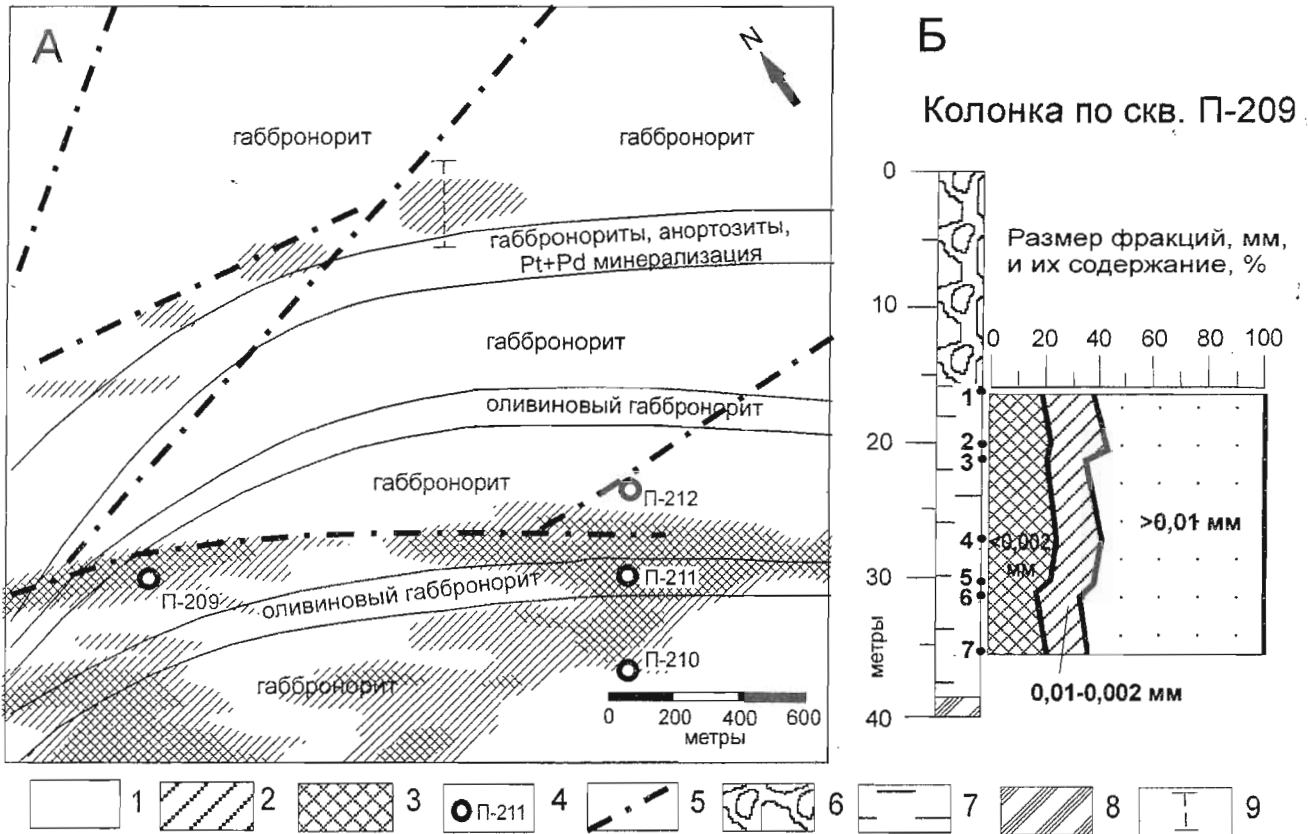 А
N
габбронорит
габбронорит
габбронориты, анортозиты,
Pt+Pd минерализация
габбронорит
оливиновый габбронорит
габбронорит
П-212
П-211
П-209
оливиновый габбронорит
П-210
габбронорит
0 200 400 600
метры
Б
Колонка по скв. П-209
0
10
20
30
40
метры
Размер фракций, мм,
и их содержание, %
0 20 40 60 80 100
1
2
3
4
5
6
7
<0,002
мм
>0,01 мм
0,01-0,002 мм
1 2 3 П-211 4 5 6 7 8 9